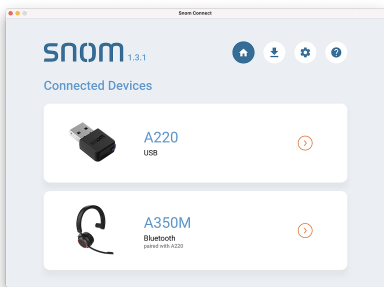 Snom Connect
snom 1.3.1
Connected Devices
A220
USB
A350M
Bluetooth
paired with A220